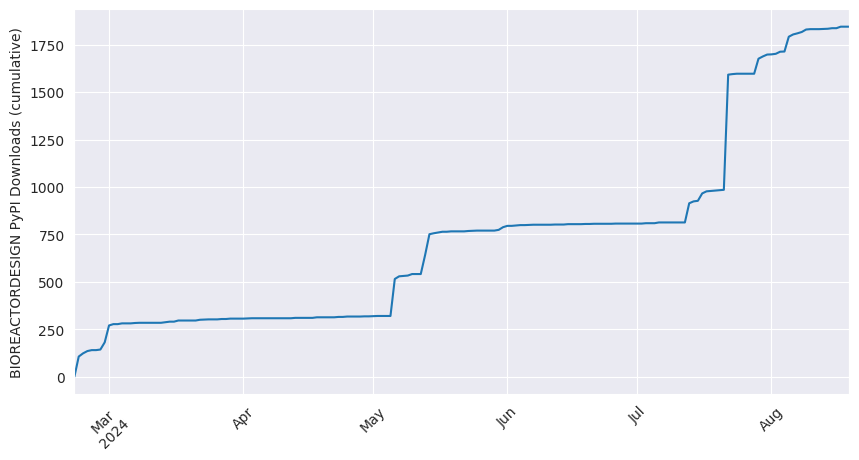 BIOREACTORDESIGN PyPI Downloads (cumulative)
1750
1500
1250
1000
750
500
250
0
Mar
2024
Apr
May
Jun
Jul
Aug